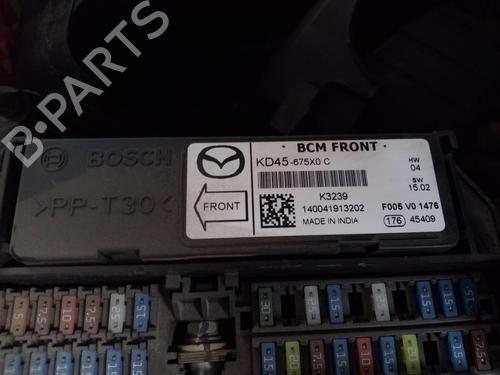 B-PARTS
BOSCH
>PP-T30<
BCM FRONT
KD45-675X0 C
HW
04
SW
15.02
K3239
FRONT
140041913202
F005 V0 1476
MADE IN INDIA
176 45409